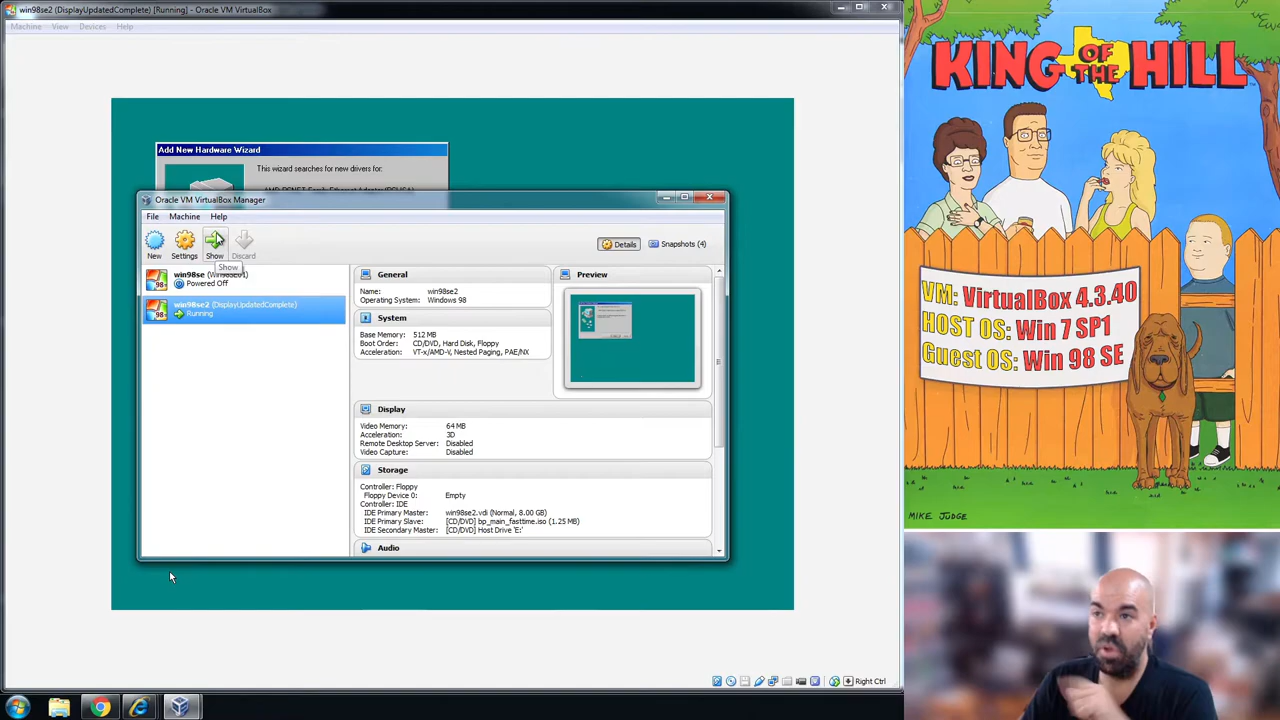 win98se2 (DisplayUpdatedComplete) [Running] - Oracle VM VirtualBox
Machine View Devices Help
Add New Hardware Wizard
This wizard searches for new drivers for:
Oracle VM VirtualBox Manager
File Machine Help
New Settings Show Discard
Show
Details Snapshots (4)
win98se
Powered Off
win98se2 (DisplayUpdatedComplete)
Running
General
Name: win98se2
Operating System: Windows 98
System
Base Memory: 512 MB
Boot Order: CD/DVD, Hard Disk, Floppy
Acceleration: VT-x/AMD-V, Nested Paging, PAE/NX
Preview
Display
Video Memory: 64 MB
Acceleration: 3D
Remote Desktop Server: Disabled
Video Capture: Disabled
Storage
Controller: Floppy
Floppy Device 0: Empty
Controller: IDE
IDE Primary Master: win98se2.vdi (Normal, 8.00 GB)
IDE Primary Slave: [CD/DVD] bp_main_fasttime.iso (1.25 MB)
IDE Secondary Master: [CD/DVD] Host Drive 'E:'
Audio
Right Ctrl
KING OF THE HILL
VM: VirtualBox 4.3.40
HOST OS: Win 7 SP1
Guest OS: Win 98 SE
MIKE JUDGE